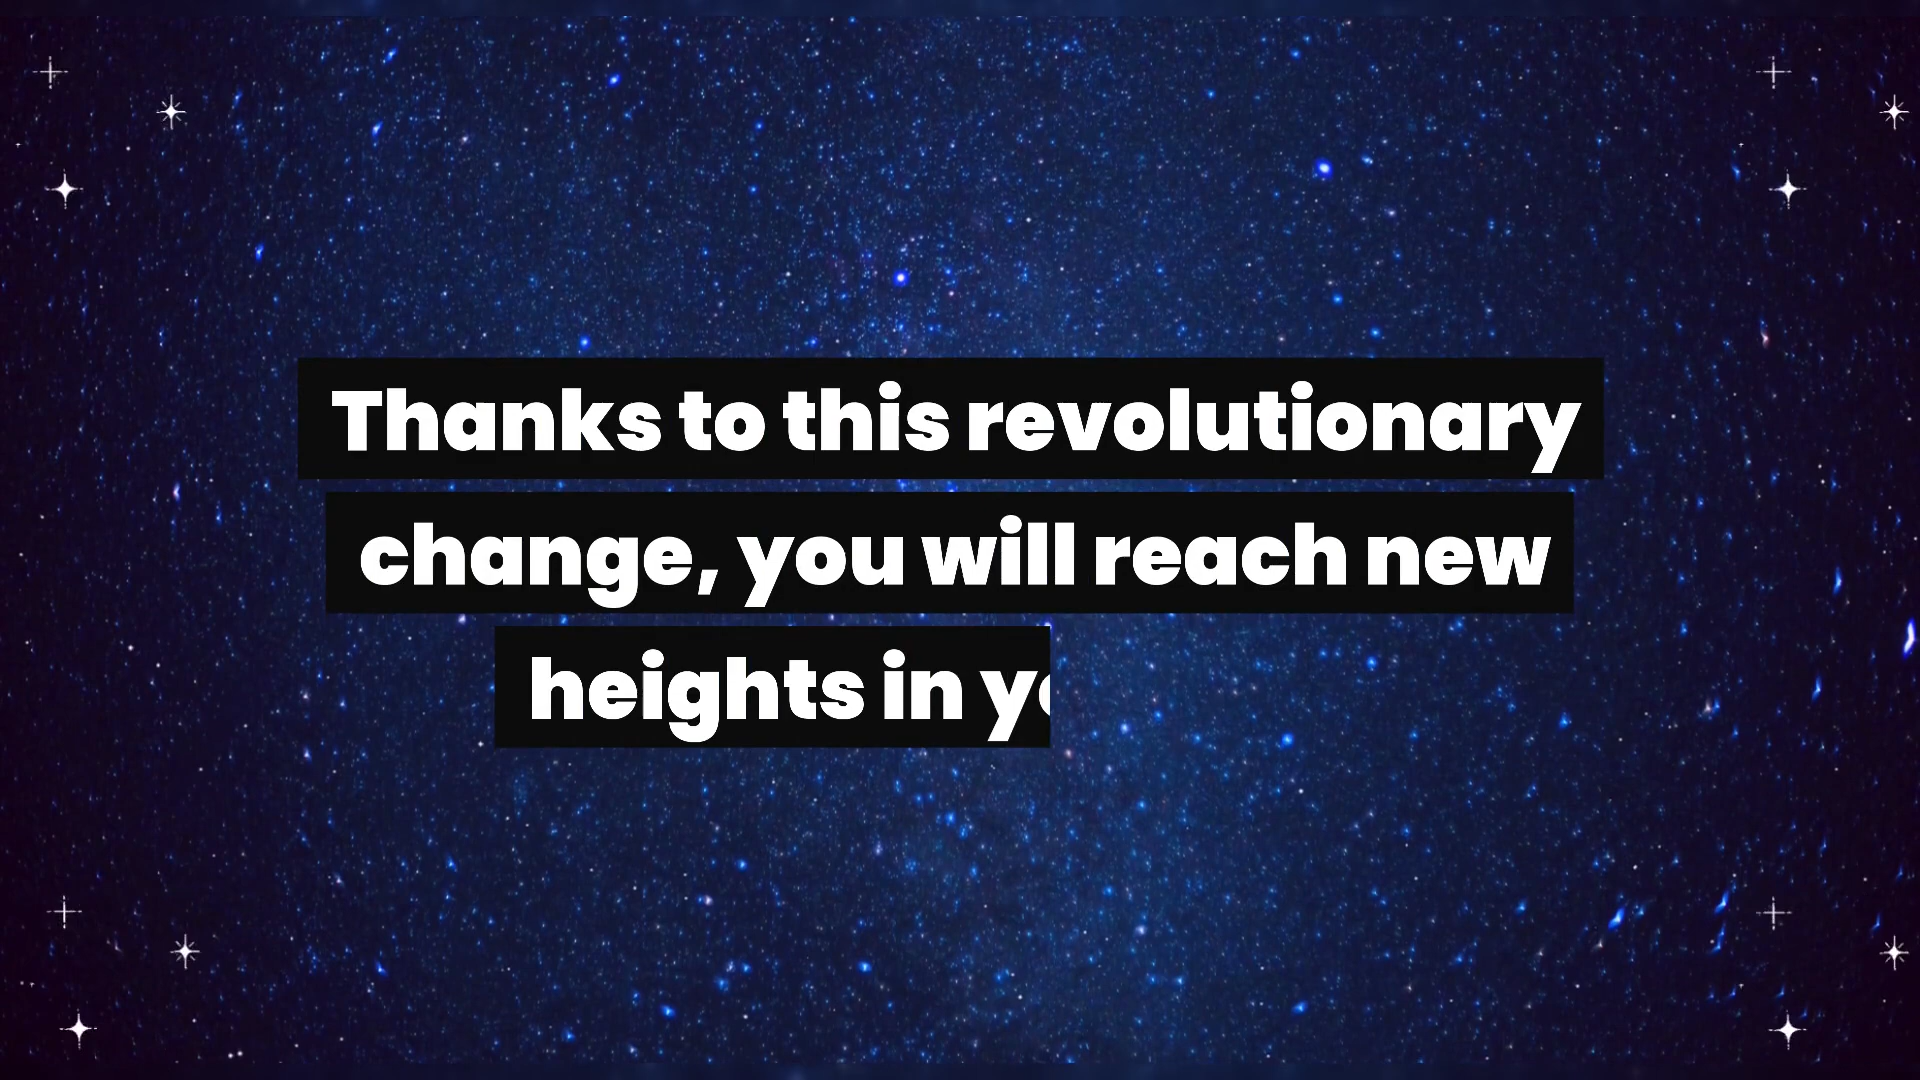 Thanks to this revolutionary
change, you will reach new
heights in